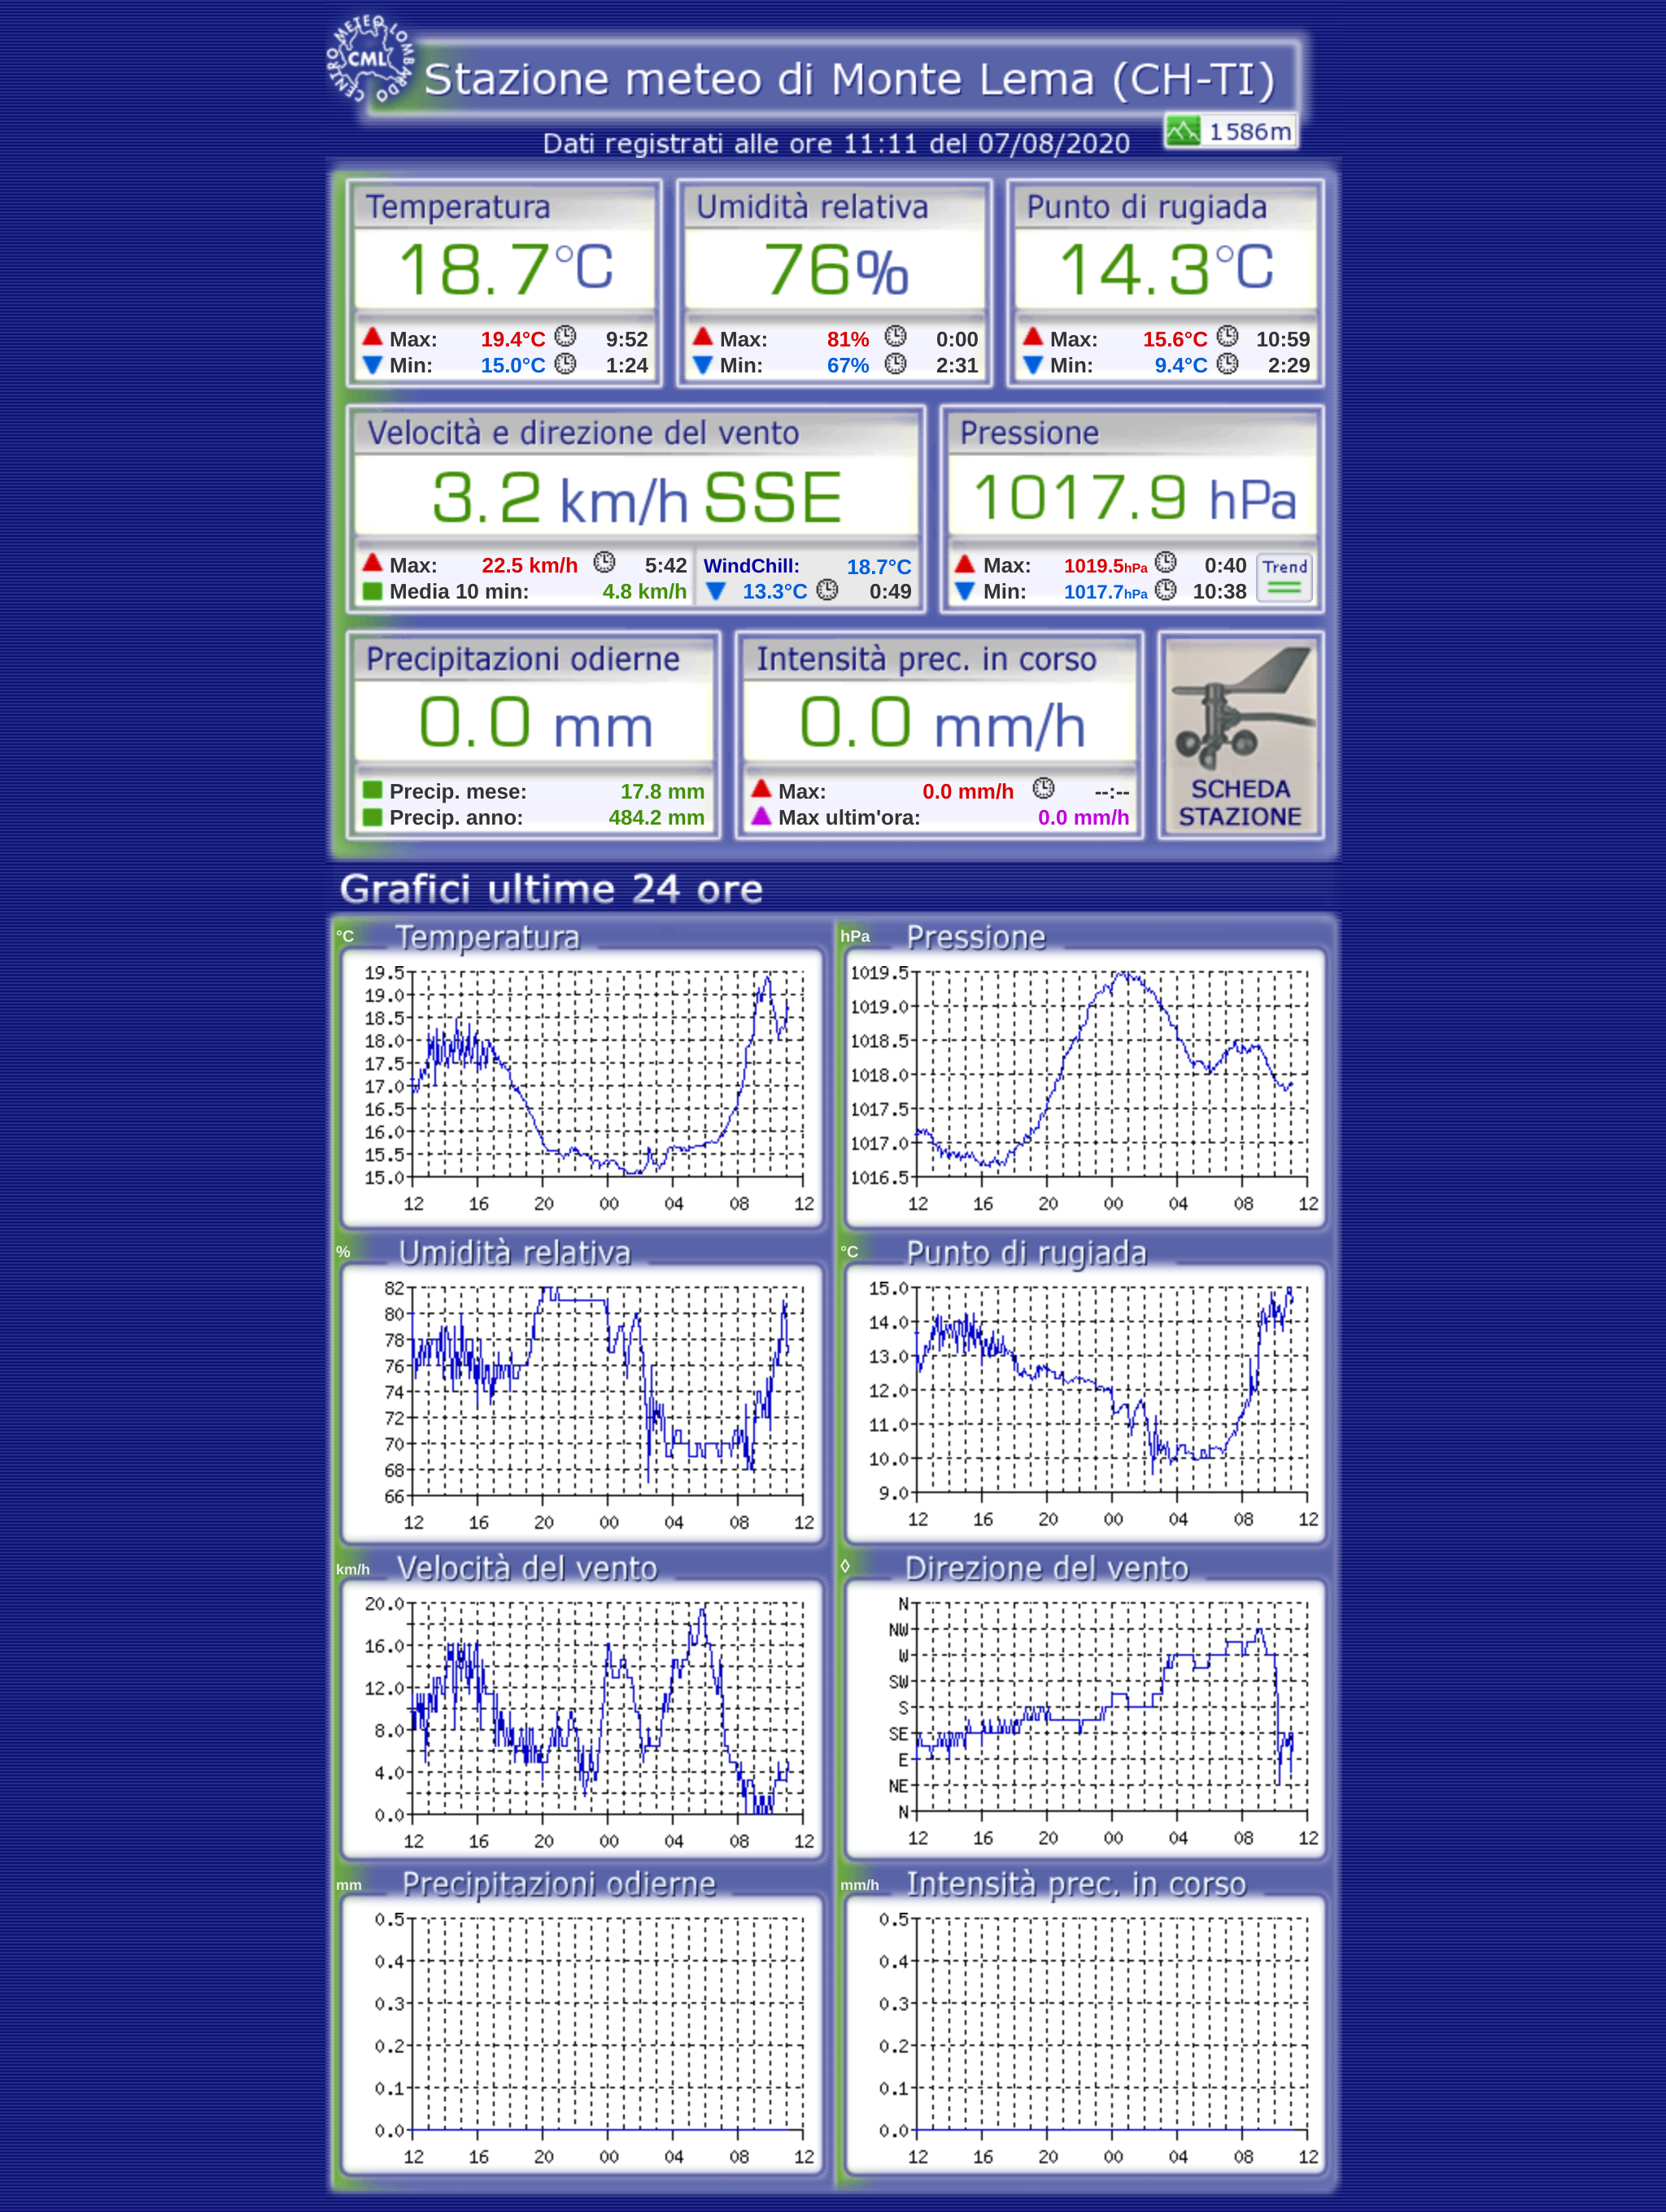 CENTRO METEO LOMBARDO
CML
Stazione meteo di Monte Lema (CH-TI)
Dati registrati alle ore 11:11 del 07/08/2020
1586m
Temperatura Umidità relativa Punto di rugiada
18.7°C 76% 14.3°C
Max: 19.4°C 9:52 Max: 81% 0:00 Max: 15.6°C 10:59
Min: 15.0°C 1:24 Min: 67% 2:31 Min: 9.4°C 2:29
Velocità e direzione del vento Pressione
3.2 km/h SSE 1017.9 hPa
Max: 22.5 km/h 5:42 WindChill: 18.7°C Max: 1019.5hPa 0:40 Trend
Media 10 min: 4.8 km/h 13.3°C 0:49 Min: 1017.7hPa 10:38
Precipitazioni odierne Intensità prec. in corso
0.0 mm 0.0 mm/h
Precip. mese: 17.8 mm Max: 0.0 mm/h --:-- SCHEDA
Precip. anno: 484.2 mm Max ultim'ora: 0.0 mm/h STAZIONE
Grafici ultime 24 ore
°C Temperatura hPa Pressione
19.5 1019.5
19.0 1019.0
18.5
18.0 1018.5
17.5 1018.0
17.0
16.5 1017.5
16.0 1017.0
15.5
15.0 1016.5
12 16 20 00 04 08 12 12 16 20 00 04 08 12
% Umidità relativa °C Punto di rugiada
82 15.0
80 14.0
78 13.0
76
74 12.0
72 11.0
70 10.0
68
66 9.0
12 16 20 00 04 08 12 12 16 20 00 04 08 12
km/h Velocità del vento ◊ Direzione del vento
20.0 N
NW
16.0 W
12.0 SW
S
8.0 SE
E
4.0 NE
0.0 N
12 16 20 00 04 08 12 12 16 20 00 04 08 12
mm Precipitazioni odierne mm/h Intensità prec. in corso
0.5 0.5
0.4 0.4
0.3 0.3
0.2 0.2
0.1 0.1
0.0 0.0
12 16 20 00 04 08 12 12 16 20 00 04 08 12